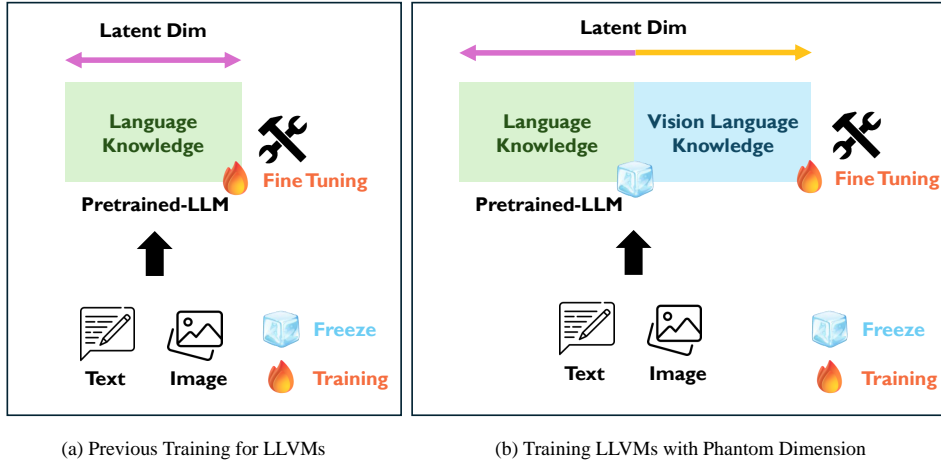 Latent Dim
Language
Knowledge
Fine Tuning
Pretrained-LLM
Text
Image
Freeze
Training
(a) Previous Training for LLVMs
Latent Dim
Language
Knowledge
Vision Language
Knowledge
Fine Tuning
Pretrained-LLM
Text
Image
Freeze
Training
(b) Training LLVMs with Phantom Dimension